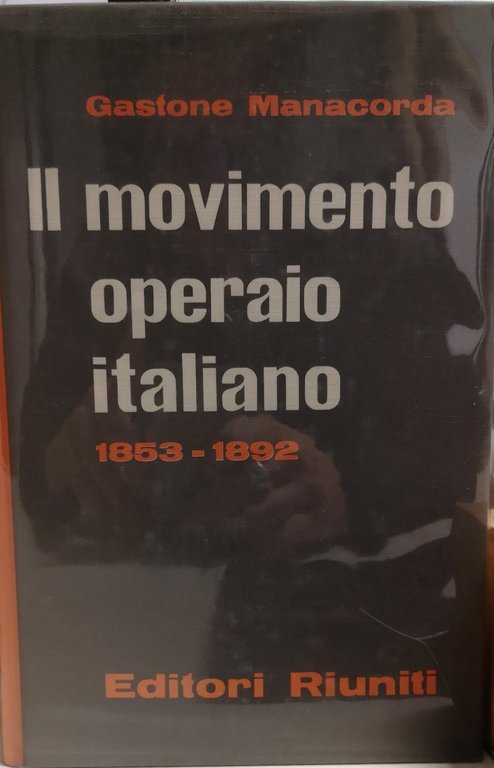 Gastone Manacorda
Il movimento
operaio
italiano
1853-1892
Editori Riuniti